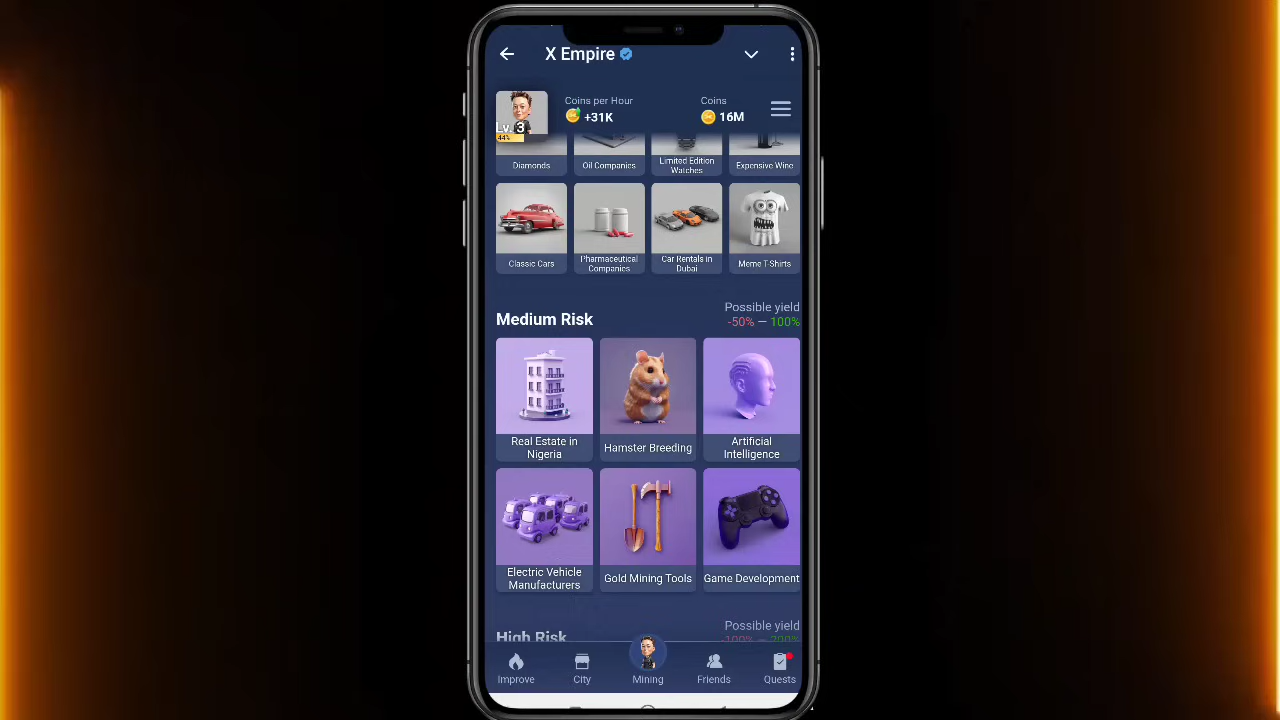 X Empire
Coins per Hour
+31K
Coins
16M
Lv. 3
44%
Diamonds
Oil Companies
Limited Edition
Watches
Expensive Wine
Classic Cars
Pharmaceutical
Companies
Car Rentals in
Dubai
Meme T-Shirts
Medium Risk
Possible yield
-50% — 100%
Real Estate in
Nigeria
Hamster Breeding
Artificial
Intelligence
Electric Vehicle
Manufacturers
Gold Mining Tools
Game Development
High Risk
Possible yield
-100% — 200%
Improve
City
Mining
Friends
Quests